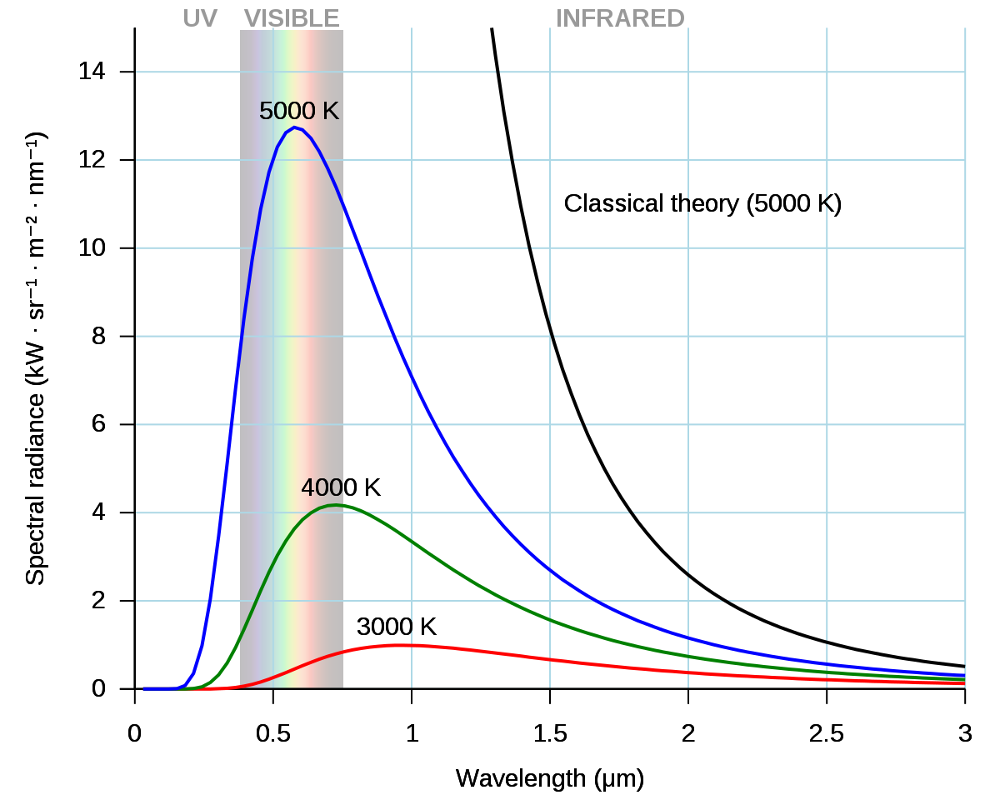 UV VISIBLE INFRARED
14
12
10
8
6
4
2
0
Spectral radiance (kW · sr⁻¹ · m⁻² · nm⁻¹)
5000 K
Classical theory (5000 K)
4000 K
3000 K
0 0.5 1 1.5 2 2.5 3
Wavelength (μm)